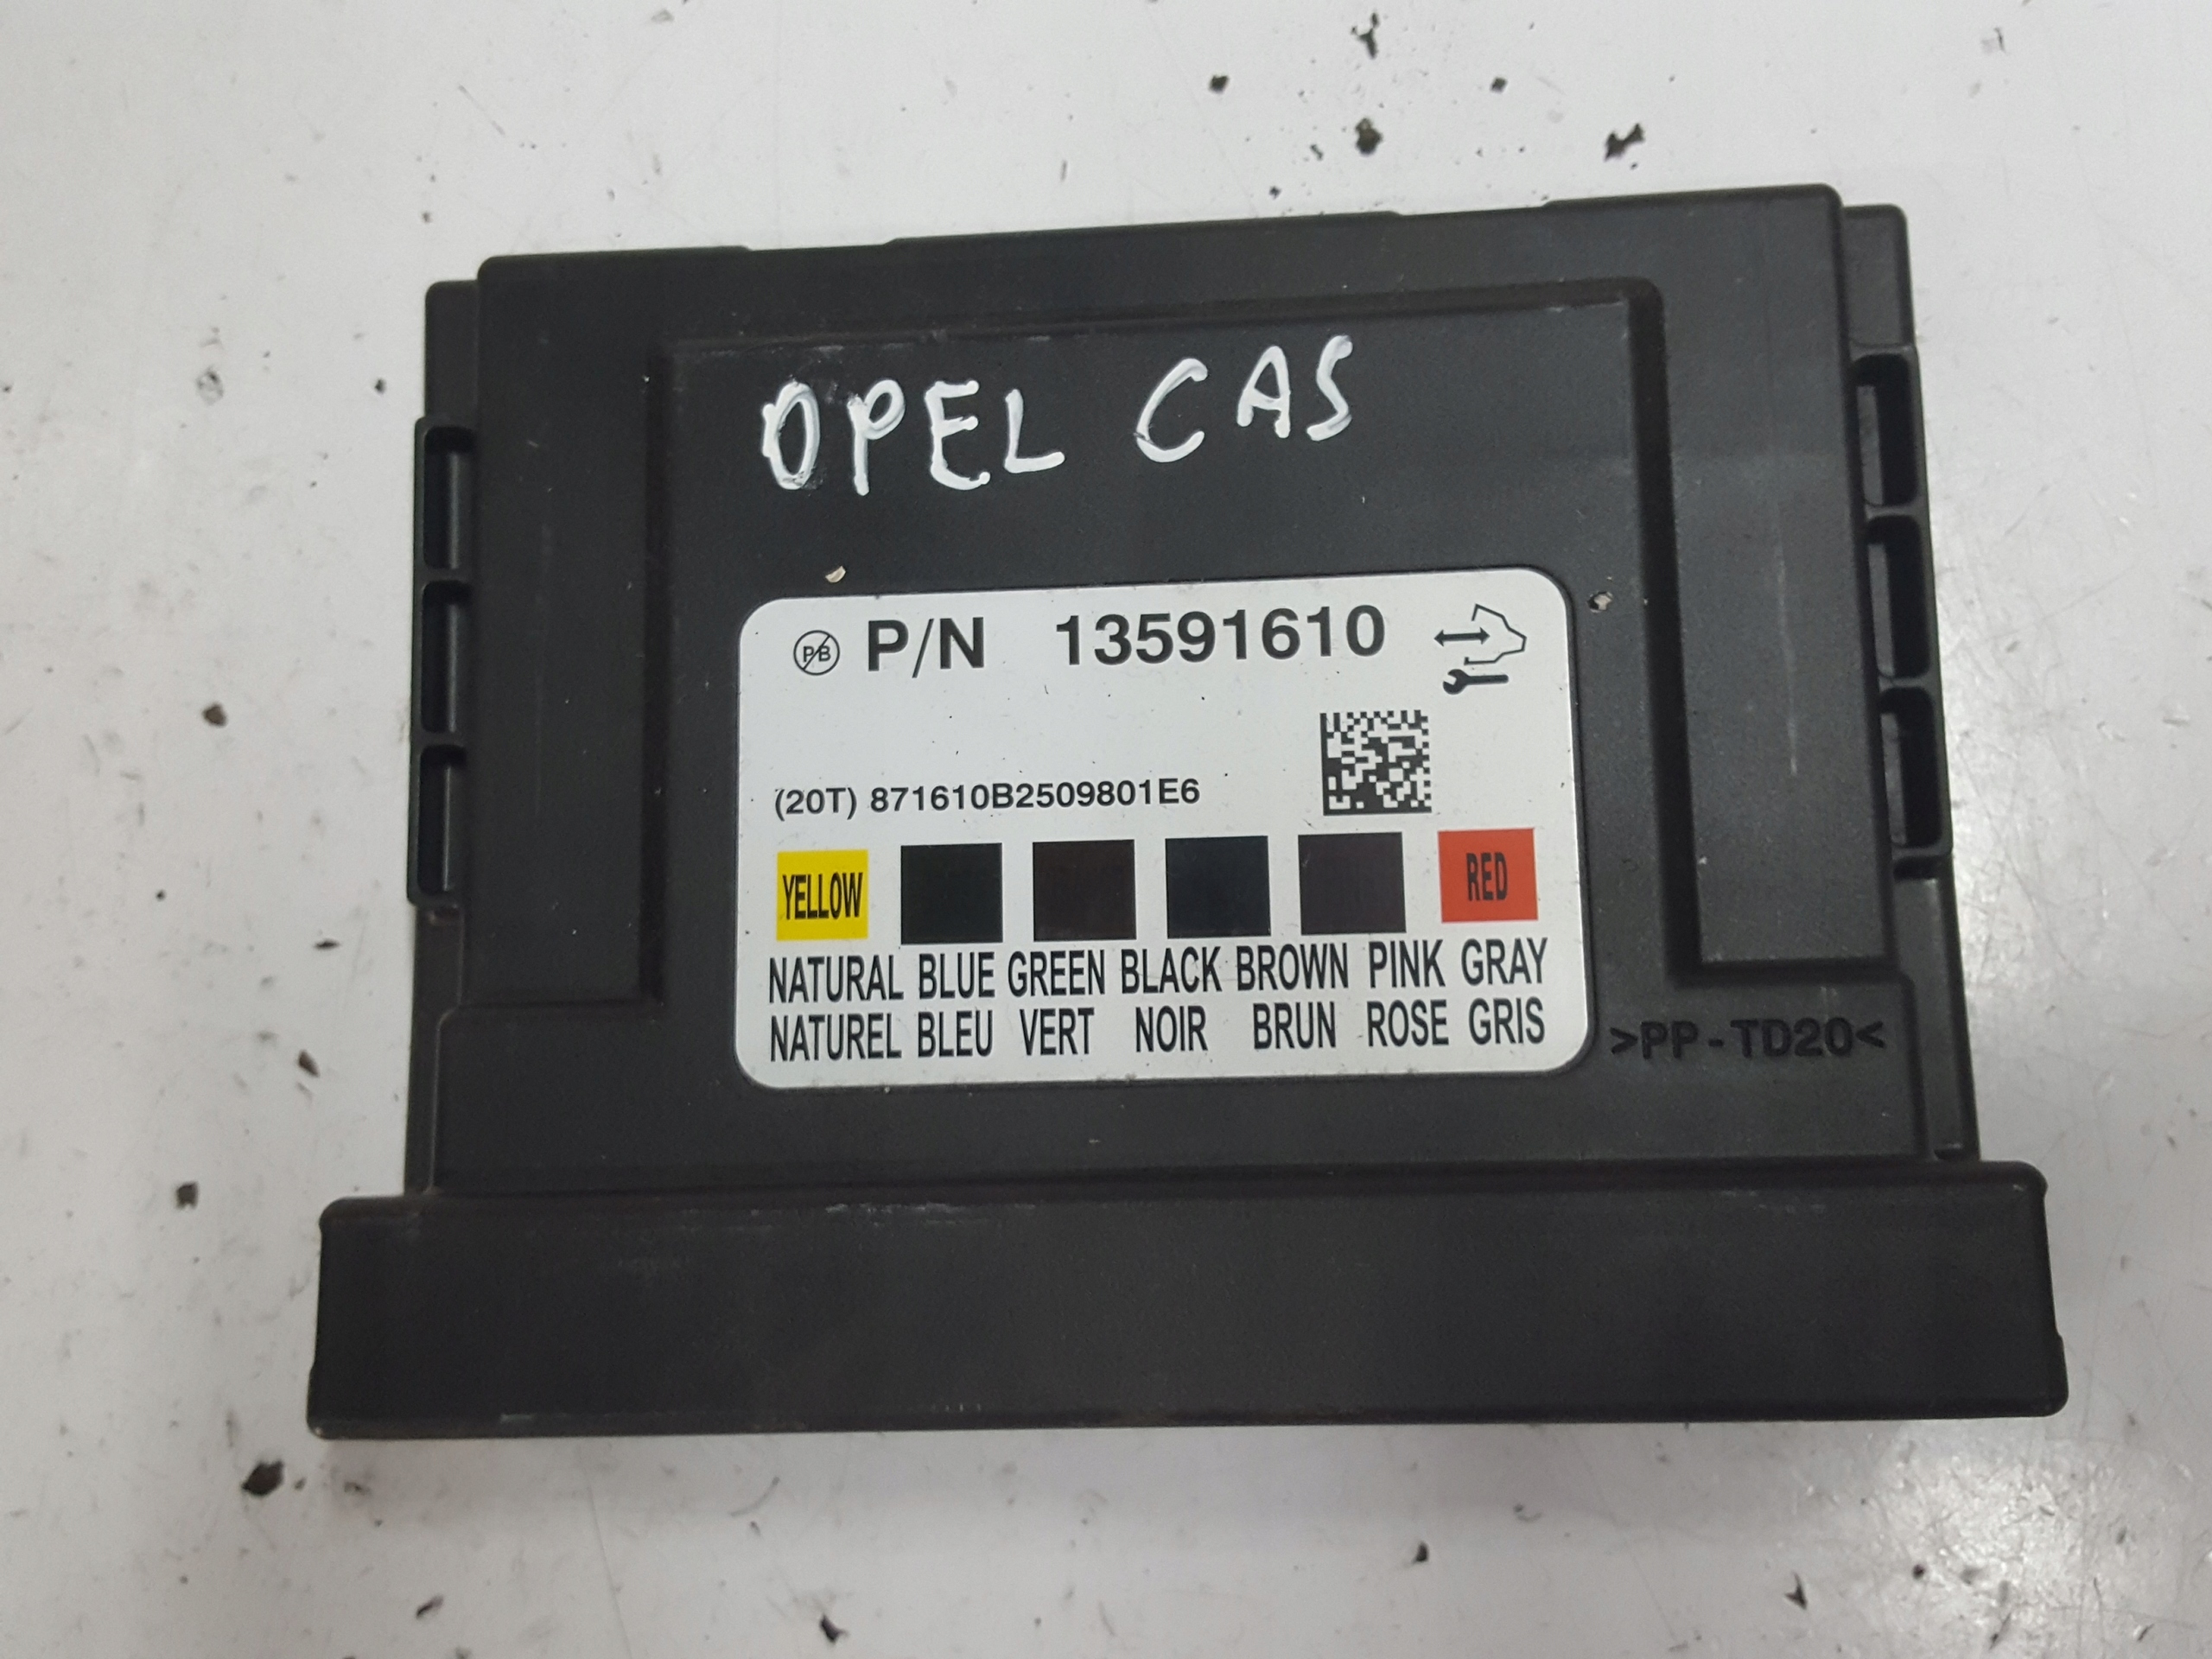 OPEL CAS
PB P/N 13591610
(20T) 871610B2509801E6
YELLOW RED
NATURAL BLUE GREEN BLACK BROWN PINK GRAY
NATUREL BLEU VERT NOIR BRUN ROSE GRIS
>PP-TD20<